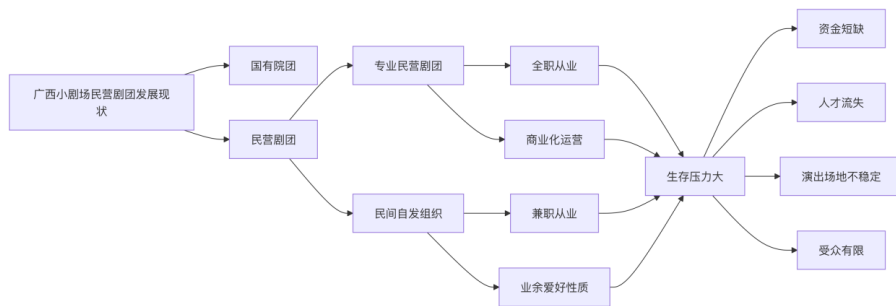 广西小剧场民营剧团发展现
状
国有院团
民营剧团
专业民营剧团
民间自发组织
全职从业
商业化运营
兼职从业
业余爱好性质
生存压力大
资金短缺
人才流失
演出场地不稳定
受众有限